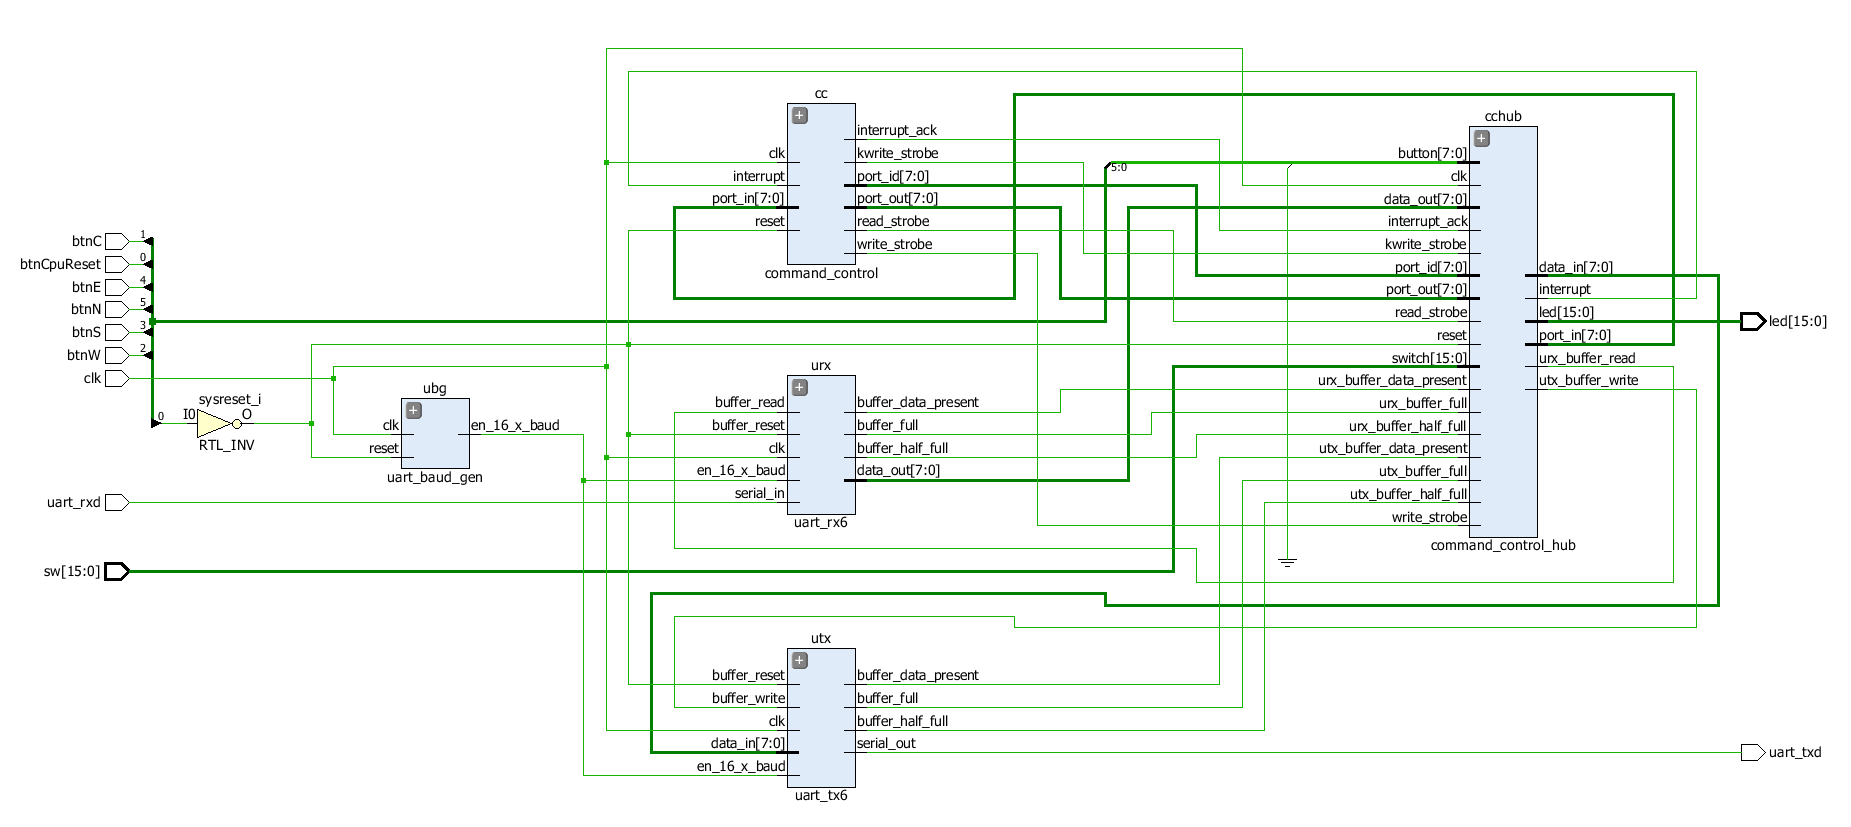 cc
interrupt_ack
clk
kwrite_strobe
interrupt
port_id[7:0]
port_in[7:0]
port_out[7:0]
reset
read_strobe
write_strobe
command_control
cchub
button[7:0]
5:0
clk
data_out[7:0]
interrupt_ack
kwrite_strobe
port_id[7:0]
data_in[7:0]
port_out[7:0]
interrupt
read_strobe
led[15:0]
reset
port_in[7:0]
switch[15:0]
urx_buffer_read
urx_buffer_data_present
utx_buffer_write
urx_buffer_full
urx_buffer_half_full
utx_buffer_data_present
utx_buffer_full
utx_buffer_half_full
write_strobe
command_control_hub
led[15:0]
btnC
1
btnCpuReset
0
btnE
4
btnN
5
btnS
3
btnW
2
clk
0
sysreset_i
I0
O
RTL_INV
ubg
clk
en_16_x_baud
reset
uart_baud_gen
urx
buffer_read
buffer_data_present
buffer_reset
buffer_full
clk
buffer_half_full
en_16_x_baud
data_out[7:0]
serial_in
uart_rx6
uart_rxd
sw[15:0]
utx
buffer_reset
buffer_data_present
buffer_write
buffer_full
clk
buffer_half_full
data_in[7:0]
serial_out
en_16_x_baud
uart_tx6
uart_txd